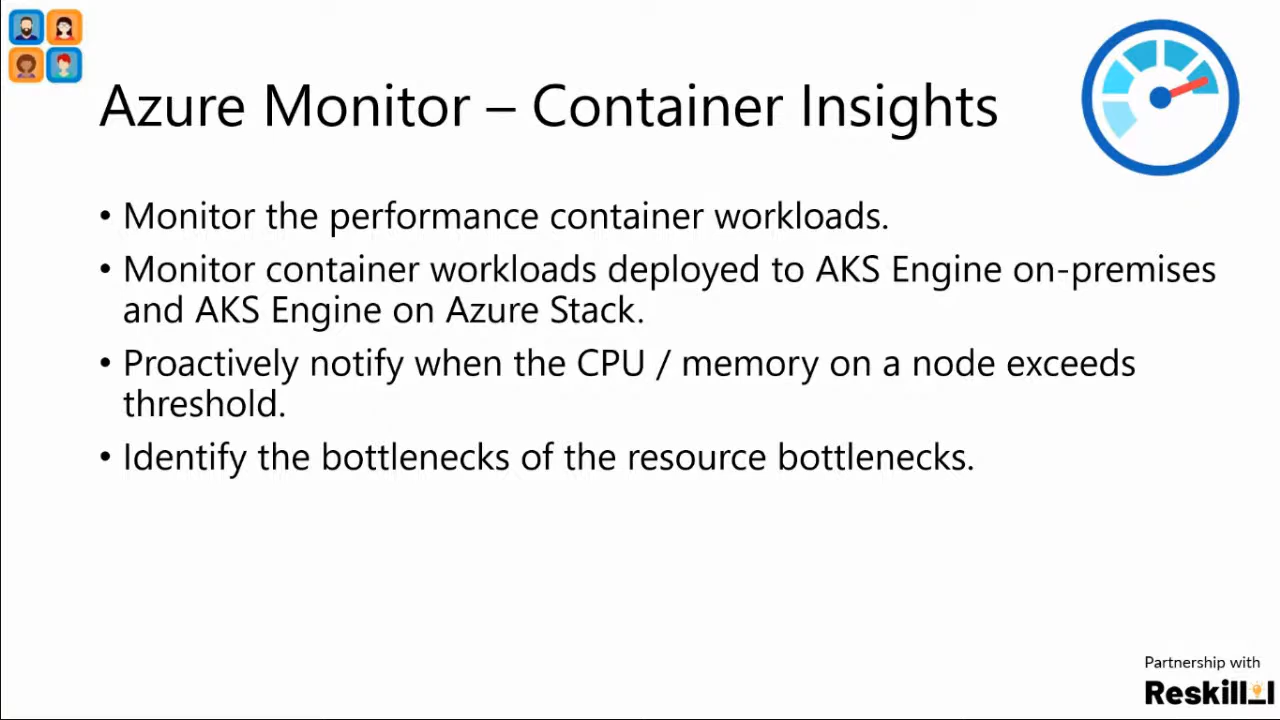 Azure Monitor – Container Insights
• Monitor the performance container workloads.
• Monitor container workloads deployed to AKS Engine on-premises
and AKS Engine on Azure Stack.
• Proactively notify when the CPU / memory on a node exceeds
threshold.
• Identify the bottlenecks of the resource bottlenecks.
Partnership with
Reskilll